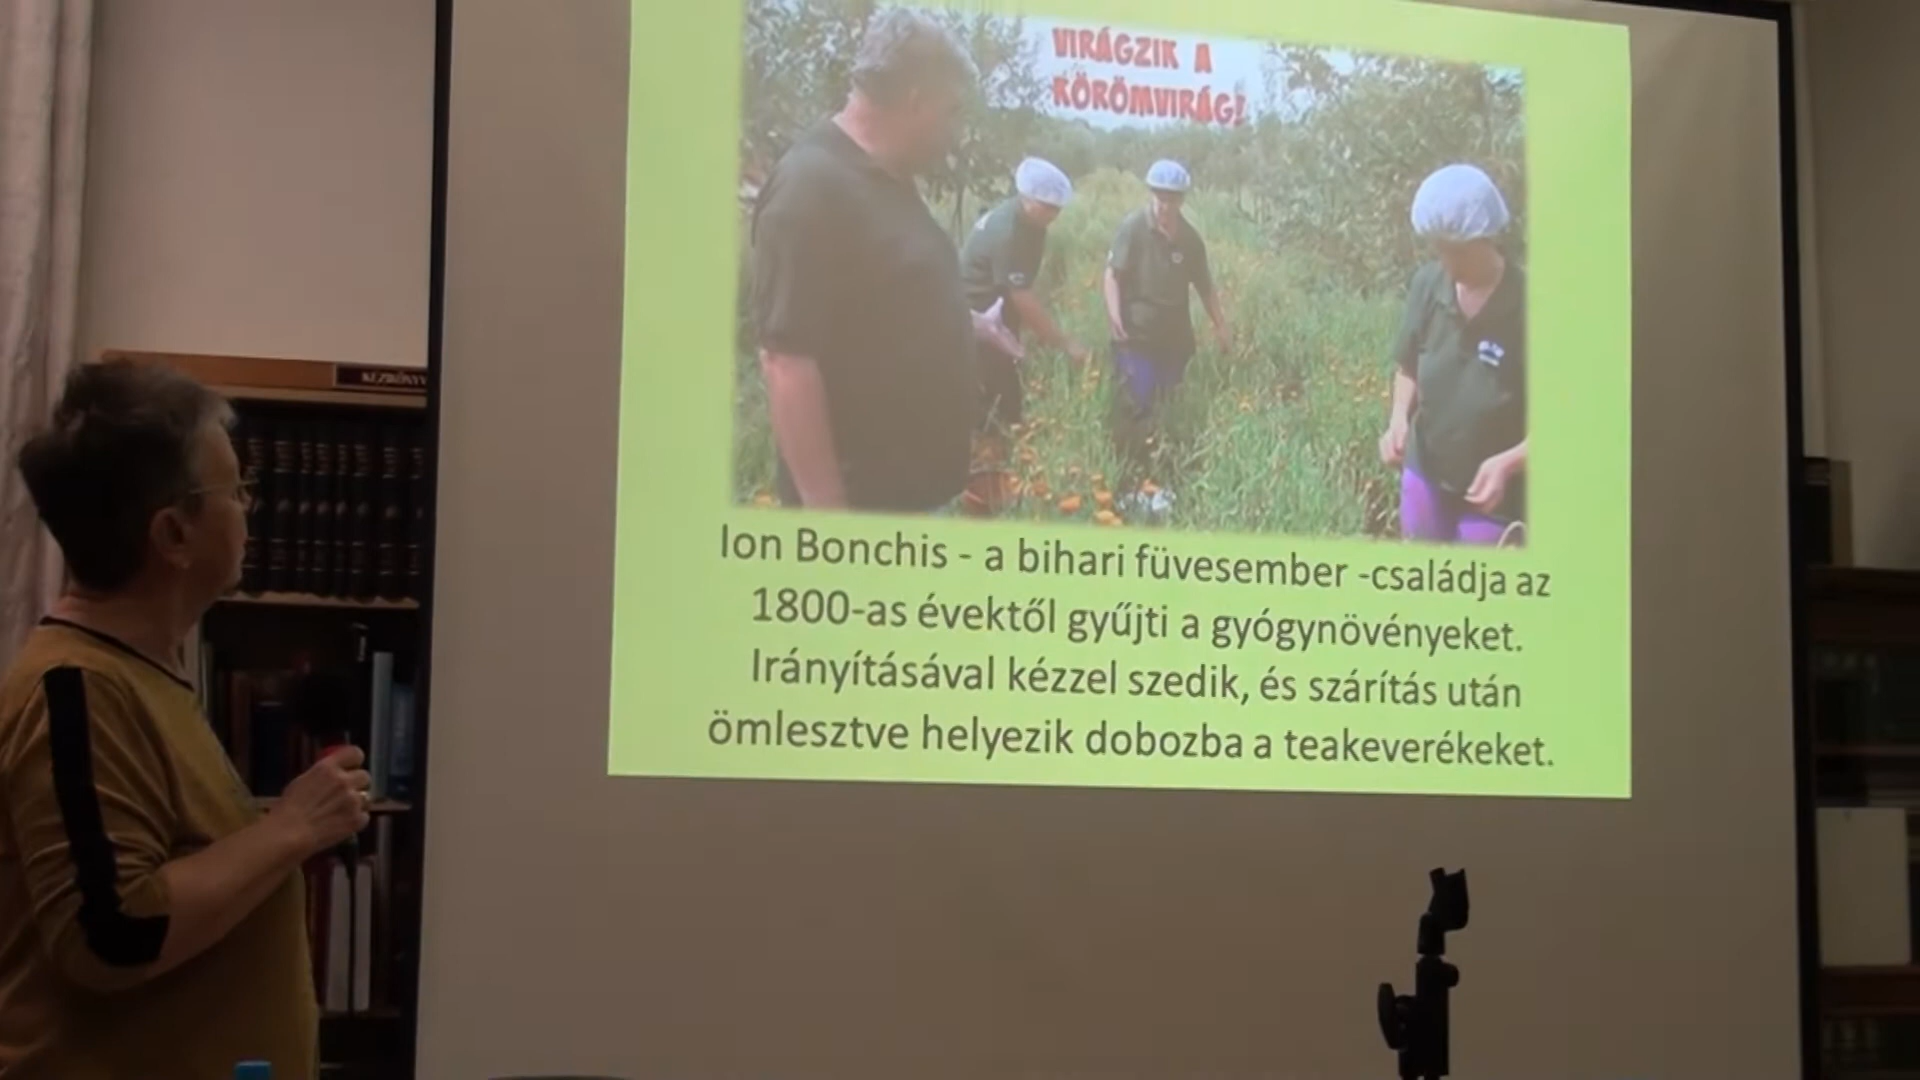 VIRÁGZIK A
KÖRÖMVIRÁG!
KÉZIKÖNYV
Ion Bonchis - a bihari füvesember -családja az
1800-as évektől gyűjti a gyógynövényeket.
Irányításával kézzel szedik, és szárítás után
ömlesztve helyezik dobozba a teakeverékeket.